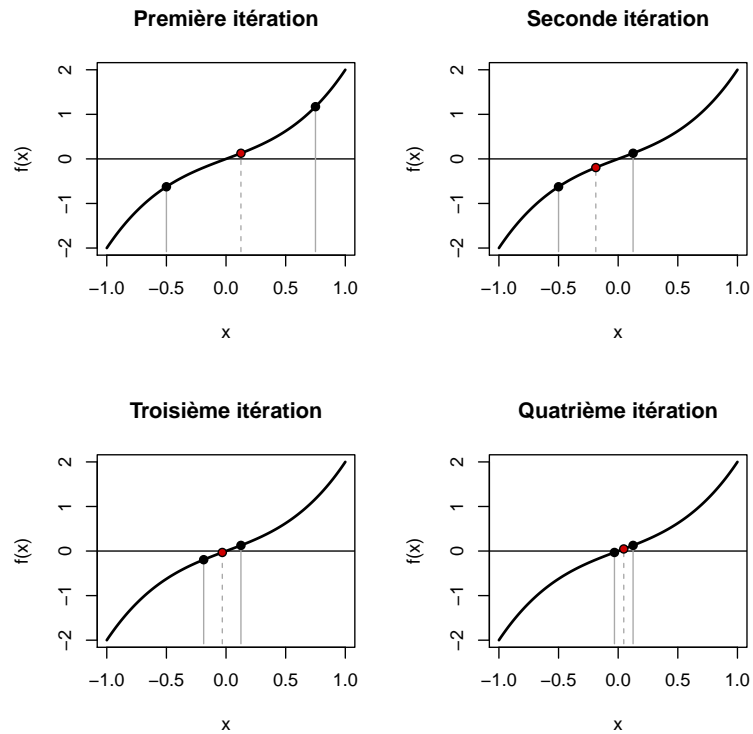 Première itération
2
1
0
−1
−2
f(x)
−1.0 −0.5 0.0 0.5 1.0
x
Seconde itération
2
1
0
−1
−2
f(x)
−1.0 −0.5 0.0 0.5 1.0
x
Troisième itération
2
1
0
−1
−2
f(x)
−1.0 −0.5 0.0 0.5 1.0
x
Quatrième itération
2
1
0
−1
−2
f(x)
−1.0 −0.5 0.0 0.5 1.0
x